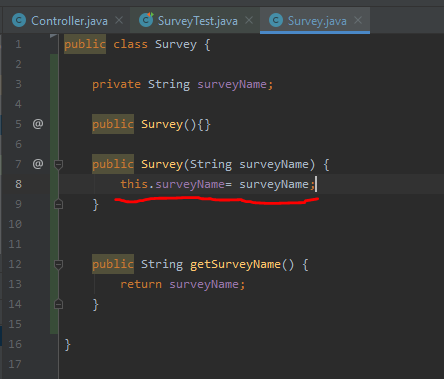 Controller.java × SurveyTest.java × Survey.java ×
1 public class Survey {
2
3 private String surveyName;
4
5 @ public Survey(){}
6
7 @ public Survey(String surveyName) {
8 this.surveyName= surveyName;
9 }
10
11
12 public String getSurveyName() {
13 return surveyName;
14 }
15
16 }
17